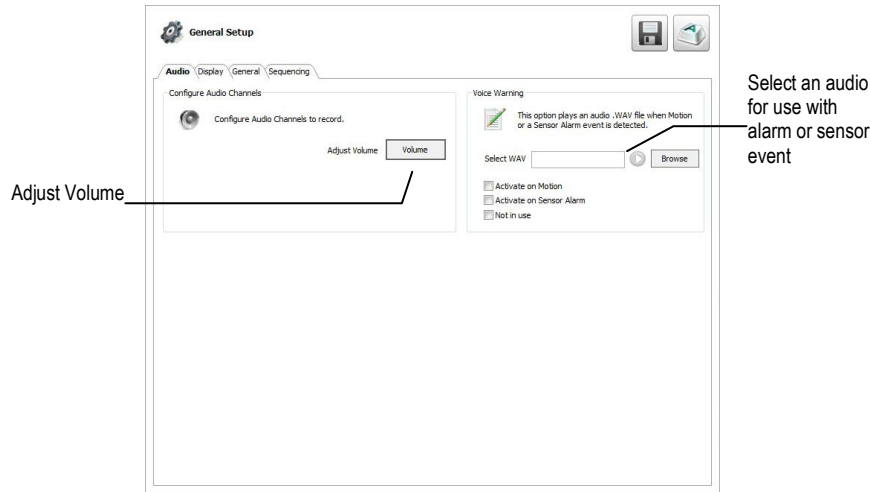 General Setup
Audio Display General Sequencing
Configure Audio Channels
Configure Audio Channels to record.
Adjust Volume Volume
Voice Warning
This option plays an audio .WAV file when Motion
or a Sensor Alarm event is detected.
Select WAV Browse
Activate on Motion
Activate on Sensor Alarm
Not in use
Adjust Volume
Select an audio
for use with
alarm or sensor
event